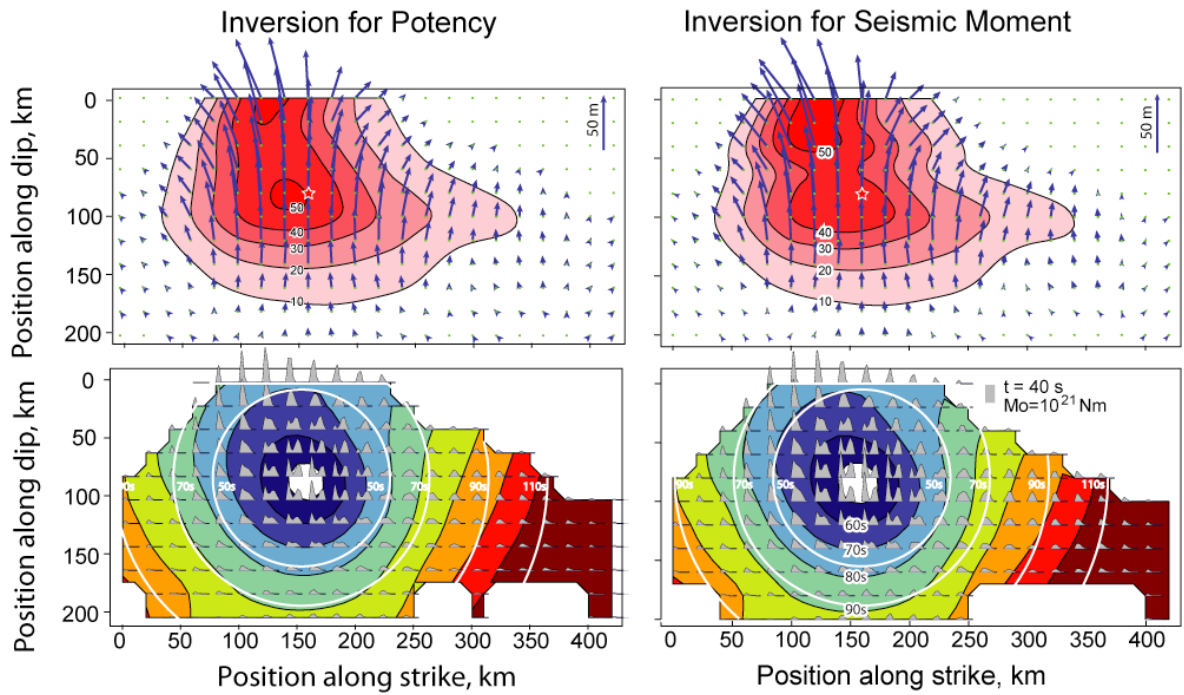 Inversion for Potency
Inversion for Seismic Moment
Position along dip, km
0
50
100
150
200
50
40
30
20
10
50 m
50
40
30
20
10
50 m
Position along dip, km
0
50
100
150
200
70s
50s
50s
70s
90s
110s
t = 40 s
Mo=10²¹ Nm
90s
70s
50s
50s
70s
90s
110s
60s
70s
80s
90s
0 50 100 150 200 250 300 350 400
0 50 100 150 200 250 300 350 400
Position along strike, km
Position along strike, km